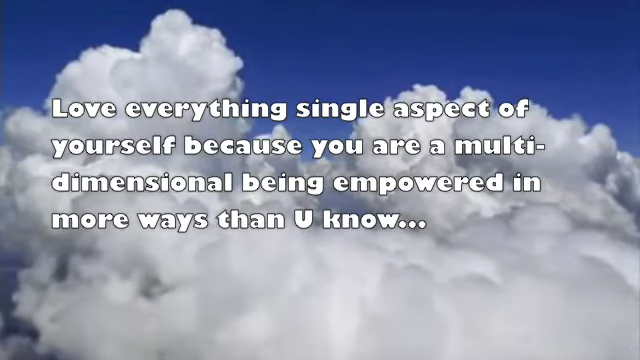 Love everything single aspect of
yourself because you are a multi-
dimensional being empowered in
more ways than U know...